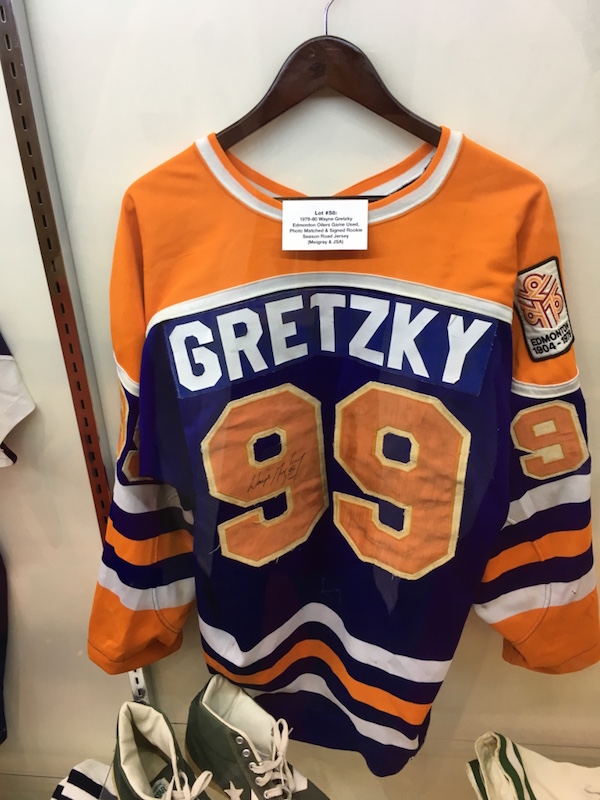 Lot #50:
1979-80 Wayne Gretzky
Edmonton Oilers Game Used,
Photo Matched & Signed Rookie
Season Road Jersey
(Meigray & JSA)
GRETZKY
99
9
EDMONTON
1904-19